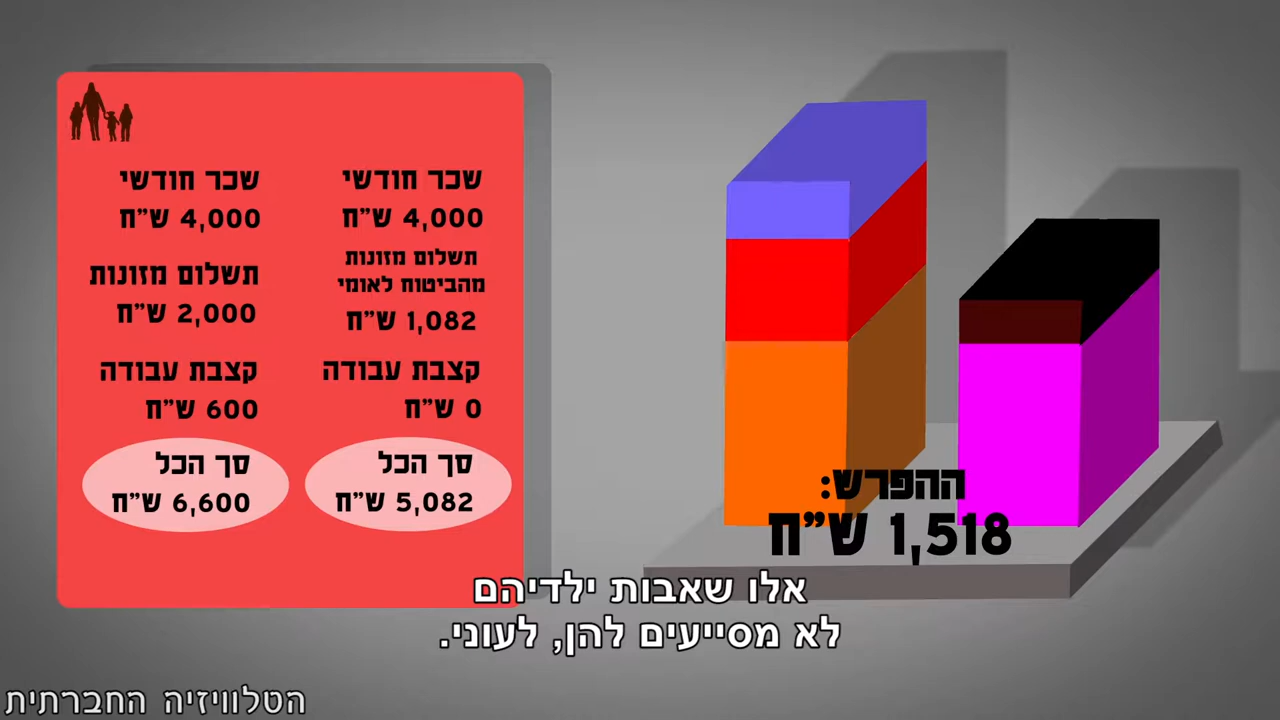 שכר חודשי
4,000 ש"ח
תשלום מזונות
מהביטוח לאומי
1,082 ש"ח
קצבת עבודה
0 ש"ח
סך הכל
5,082 ש"ח
שכר חודשי
4,000 ש"ח
תשלום מזונות
2,000 ש"ח
קצבת עבודה
600 ש"ח
סך הכל
6,600 ש"ח
ההפרש:
1,518 ש"ח
אלו שאבות ילדיהם
לא מסייעים להן, לעוני.
הטלוויזיה החברתית